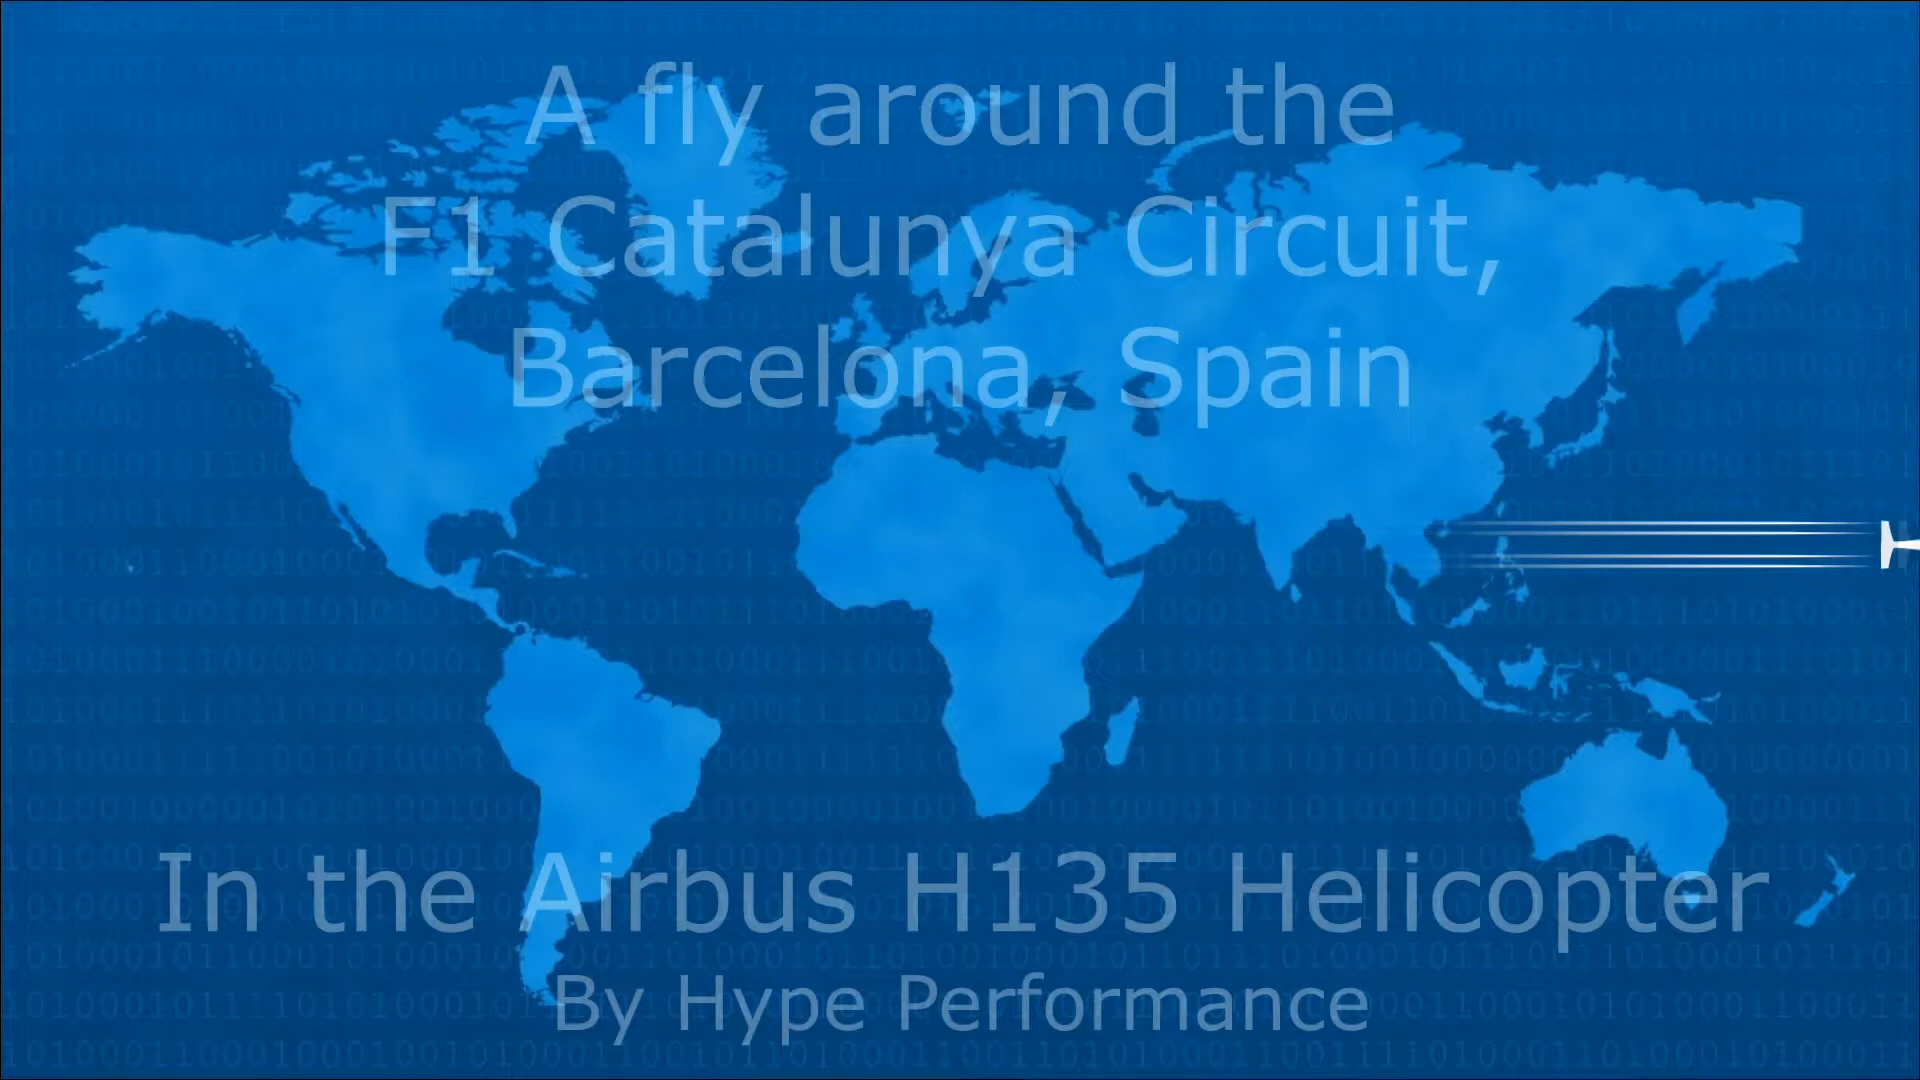 A fly around the
F1 Catalunya Circuit,
Barcelona, Spain
In the Airbus H135 Helicopter
By Hype Performance